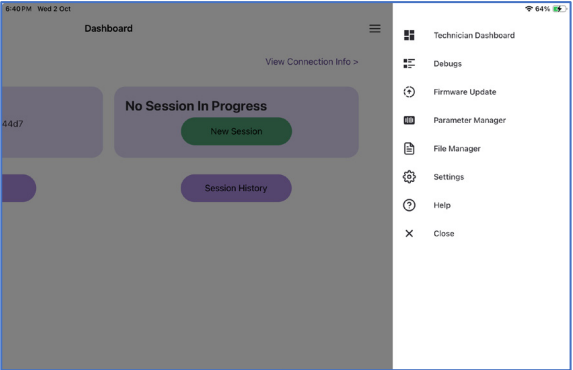 6:40 PM Wed 2 Oct
64%
Dashboard
View Connection Info >
44d7
No Session In Progress
New Session
Session History
Technician Dashboard
Debugs
Firmware Update
Parameter Manager
File Manager
Settings
Help
Close